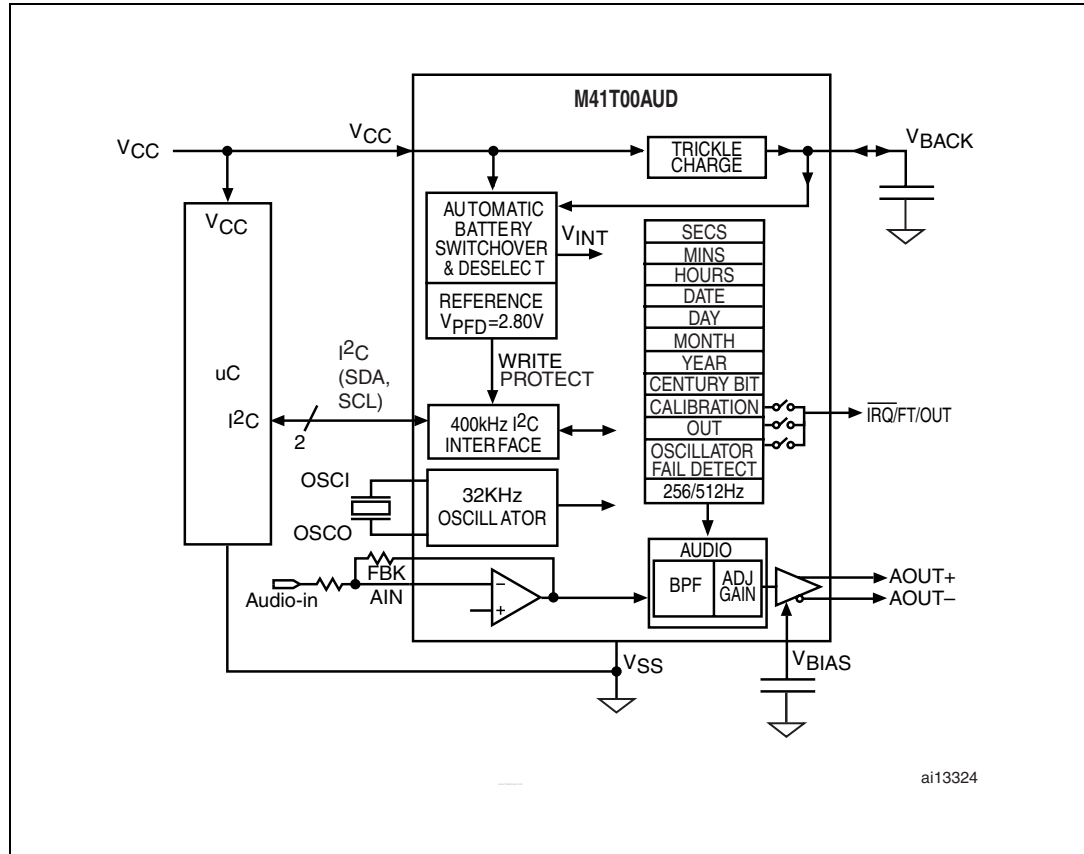 M41T00AUD
VCC
VCC
TRICKLE
CHARGE
VBACK
VCC
AUTOMATIC
BATTERY
SWITCHOVER
& DESELECT
VINT
REFERENCE
VPFD=2.80V
SECS
MINS
HOURS
DATE
DAY
MONTH
YEAR
CENTURY BIT
CALIBRATION
OUT
OSCILLATOR
FAIL DETECT
256/512Hz
IRQ/FT/OUT
WRITE
PROTECT
uC
I2C
I2C
(SDA,
SCL)
2
400kHz I2C
INTERFACE
OSCI
OSCO
32KHz
OSCILLATOR
Audio-in
FBK
AIN
−
+
AUDIO
BPF
ADJ
GAIN
AOUT+
AOUT−
VSS
VBIAS
ai13324